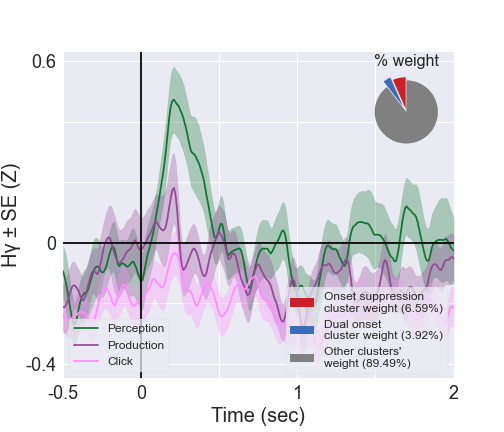 % weight
0.6
0
-0.4
Hγ ± SE (Z)
Onset suppression
cluster weight (6.59%)
Dual onset
cluster weight (3.92%)
Other clusters'
weight (89.49%)
Perception
Production
Click
-0.5
0
1
2
Time (sec)